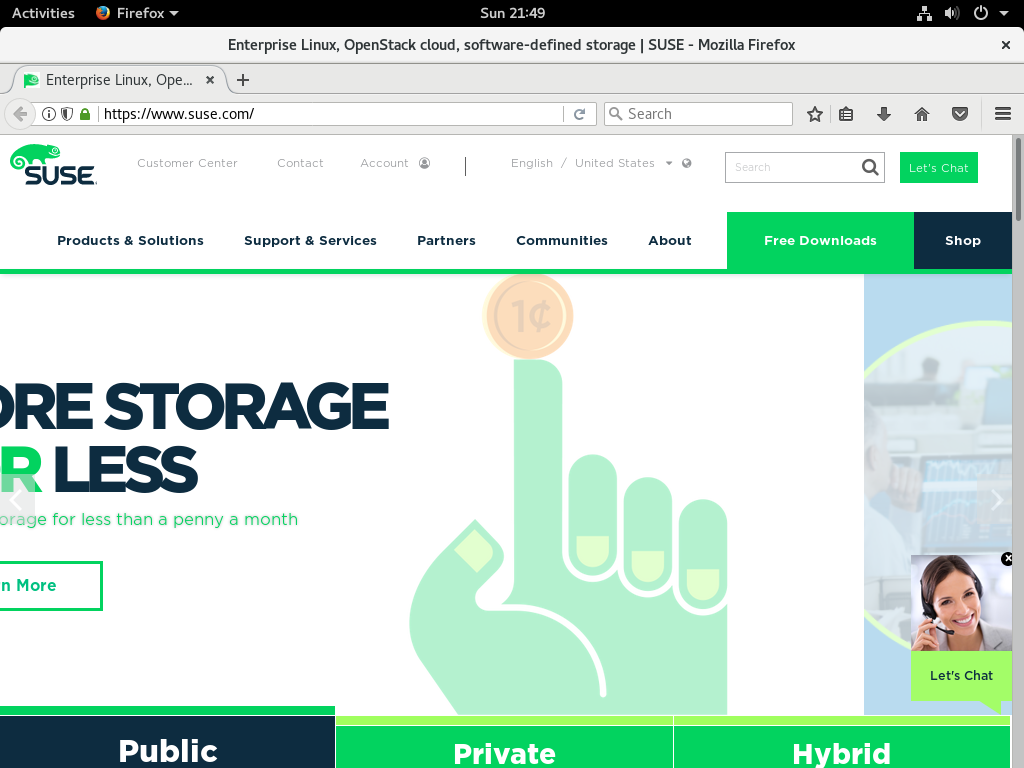 Activities Firefox Sun 21:49
Enterprise Linux, OpenStack cloud, software-defined storage | SUSE - Mozilla Firefox
Enterprise Linux, Ope...
https://www.suse.com/ Search
SUSE Customer Center Contact Account English / United States Search Let's Chat
Products & Solutions Support & Services Partners Communities About Free Downloads Shop
1¢
ORE STORAGE
R LESS
orage for less than a penny a month
n More
Let's Chat
Public Private Hybrid